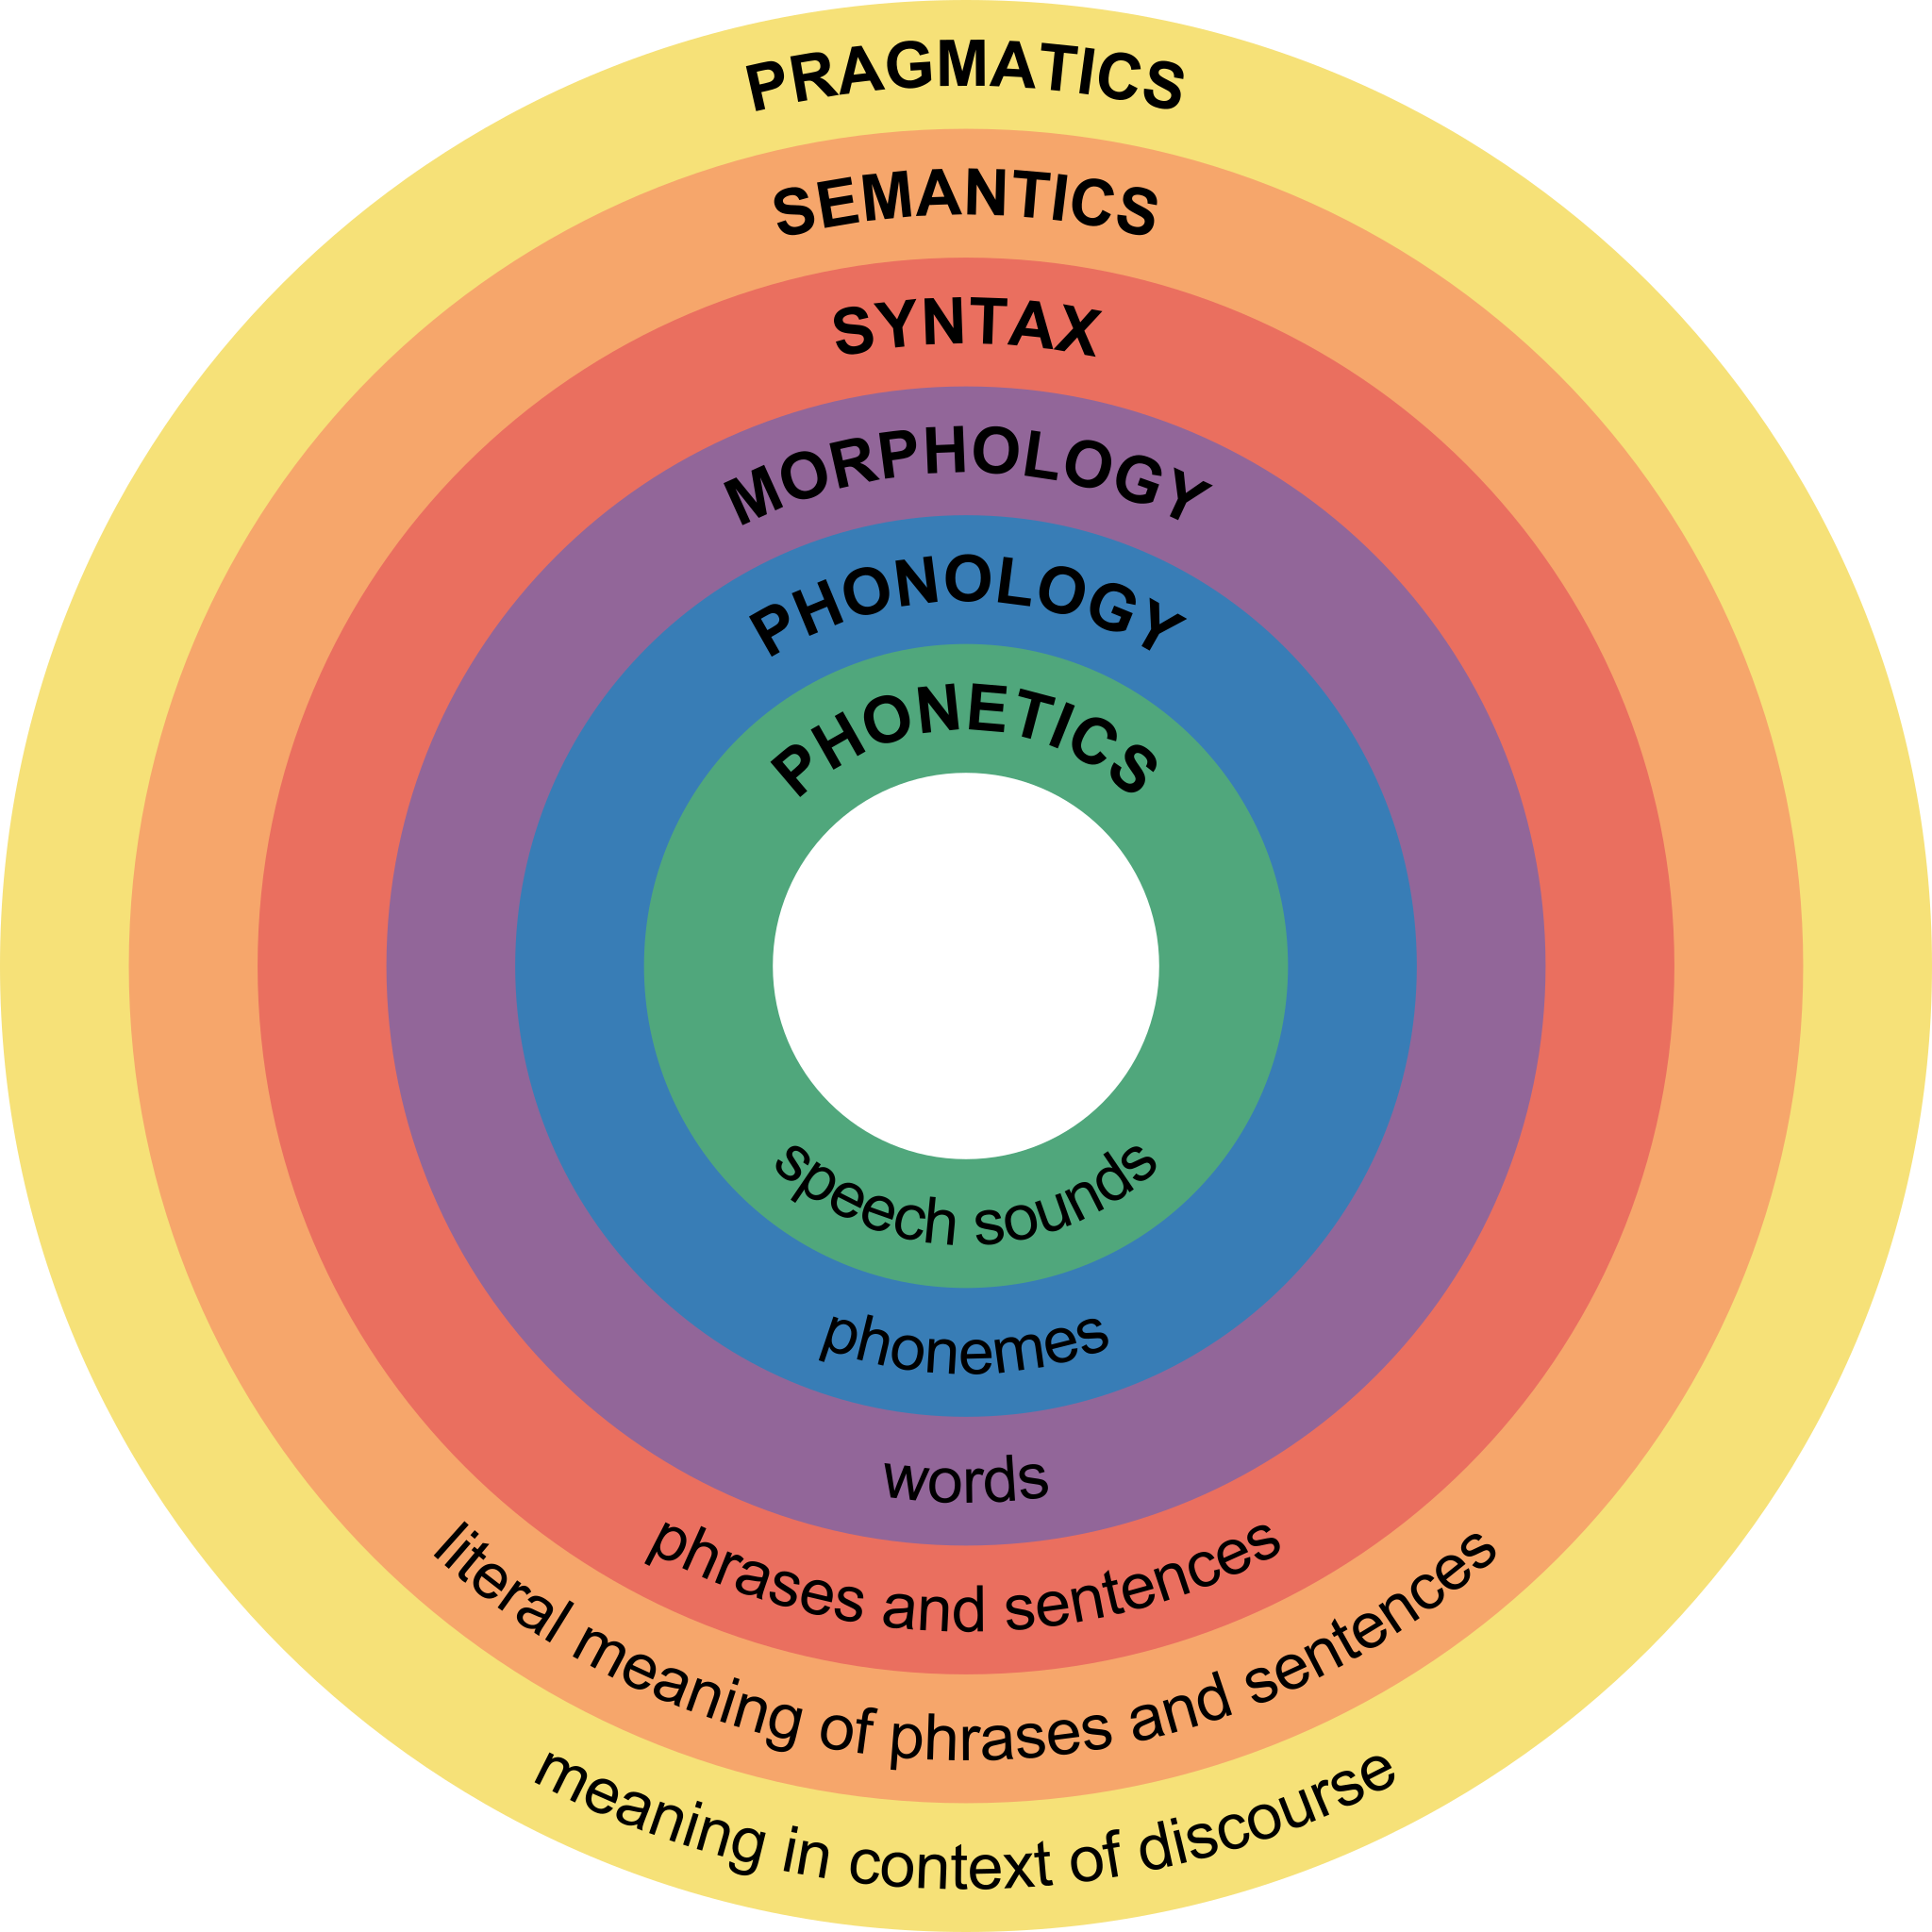 PRAGMATICS
SEMANTICS
SYNTAX
MORPHOLOGY
PHONOLOGY
PHONETICS
speech sounds
phonemes
words
phrases and sentences
literal meaning of phrases and sentences
meaning in context of discourse